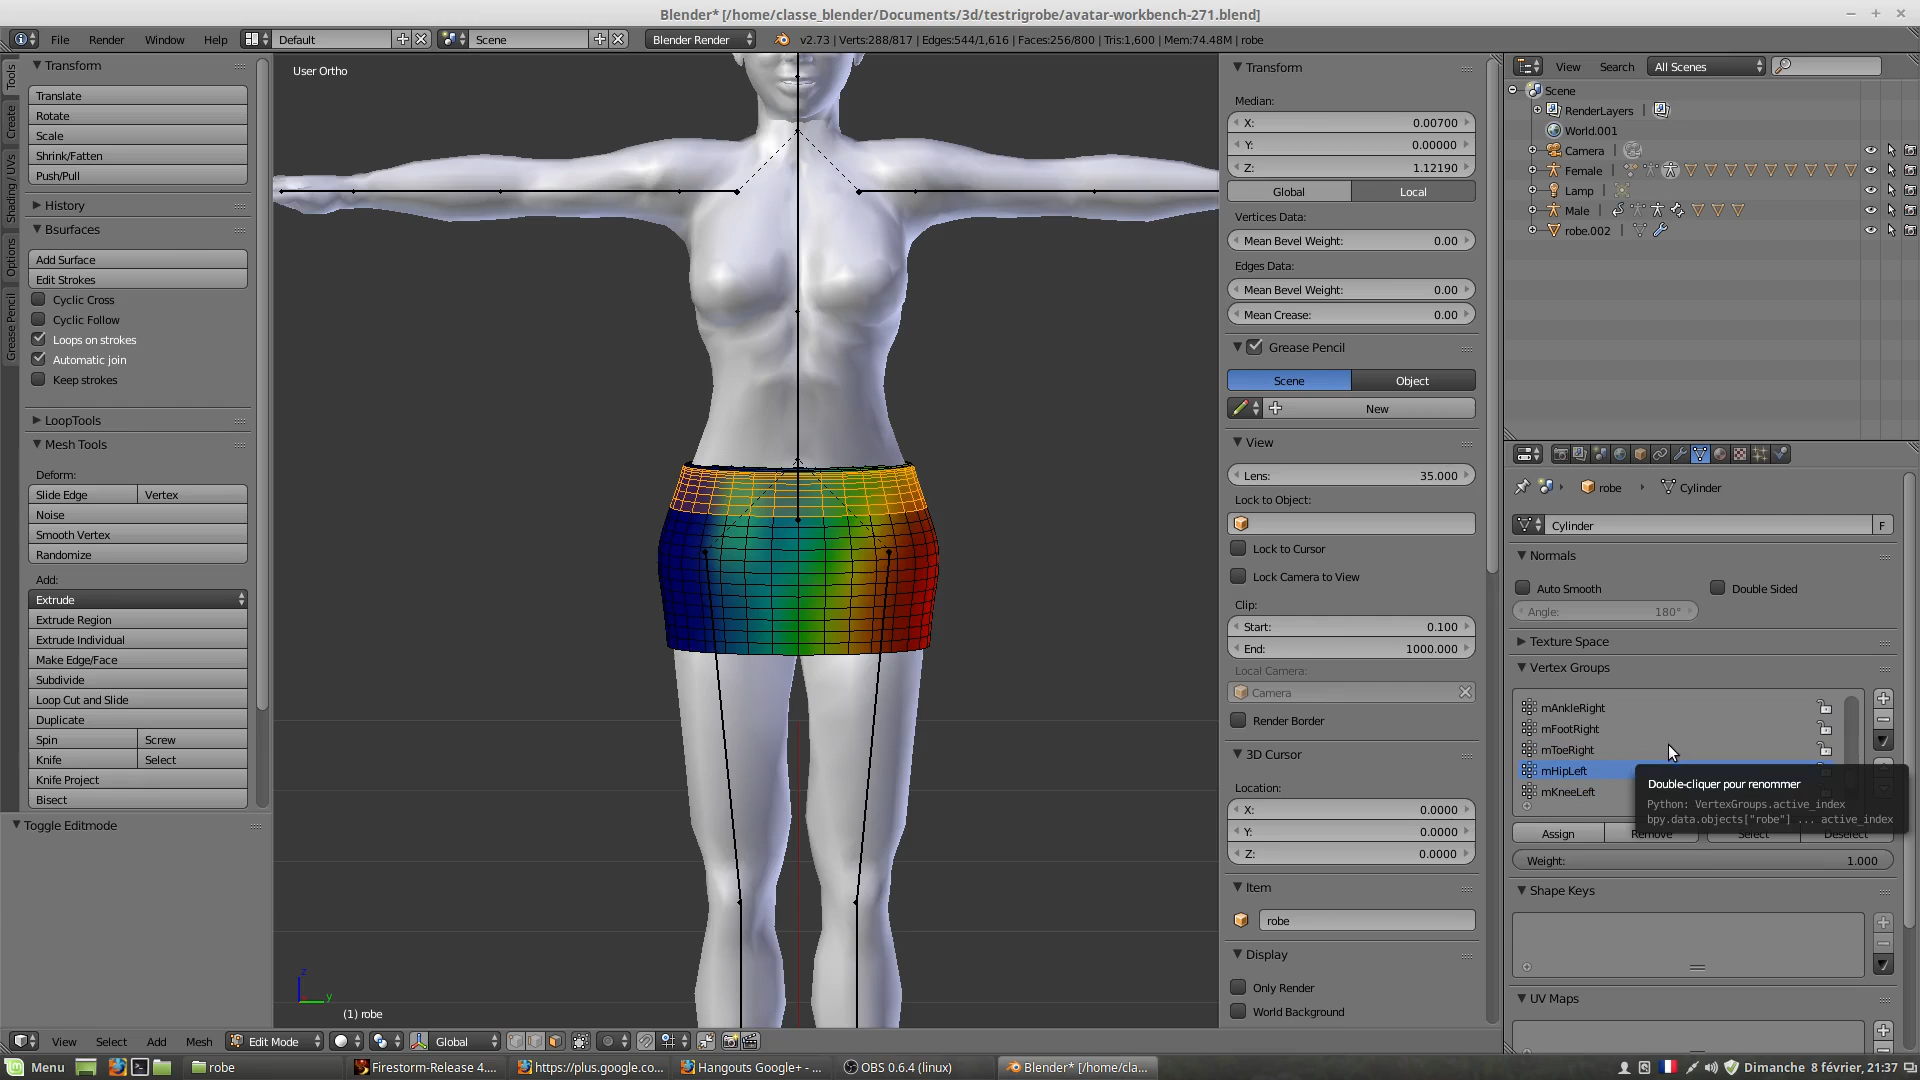 Blender* [/home/classe_blender/Documents/3d/testrigrobe/avatar-workbench-271.blend]
File Render Window Help Default Scene Blender Render v2.73 | Verts:288/817 | Edges:544/1,616 | Faces:256/800 | Tris:1,600 | Mem:74.48M | robe
Tools
Create
Shading / UVs
Options
Grease Pencil
Transform
Translate
Rotate
Scale
Shrink/Fatten
Push/Pull
History
Bsurfaces
Add Surface
Edit Strokes
Cyclic Cross
Cyclic Follow
Loops on strokes
Automatic join
Keep strokes
LoopTools
Mesh Tools
Deform:
Slide Edge Vertex
Noise
Smooth Vertex
Randomize
Add:
Extrude
Extrude Region
Extrude Individual
Make Edge/Face
Subdivide
Loop Cut and Slide
Duplicate
Spin Screw
Knife Select
Knife Project
Bisect
Toggle Editmode
User Ortho
z
y
(1) robe
View Select Add Mesh Edit Mode Global
Transform
Median:
X: 0.00700
Y: 0.00000
Z: 1.12190
Global Local
Vertices Data:
Mean Bevel Weight: 0.00
Edges Data:
Mean Bevel Weight: 0.00
Mean Crease: 0.00
Grease Pencil
Scene Object
New
View
Lens: 35.000
Lock to Object:
Lock to Cursor
Lock Camera to View
Clip:
Start: 0.100
End: 1000.000
Local Camera:
Camera
Render Border
3D Cursor
Location:
X: 0.0000
Y: 0.0000
Z: 0.0000
Item
robe
Display
Only Render
World Background
View Search All Scenes
Scene
RenderLayers |
World.001
Camera |
Female
Lamp |
Male |
robe.002 |
robe Cylinder
Cylinder F
Normals
Auto Smooth Double Sided
Angle: 180°
Texture Space
Vertex Groups
mAnkleRight
mFootRight
mToeRight
mHipLeft
mKneeLeft
Double-cliquer pour renommer
Python: VertexGroups.active_index
bpy.data.objects["robe"] ... active_index
Assign Remove Select Deselect
Weight: 1.000
Shape Keys
UV Maps
Menu robe Firestorm-Release 4.... https://plus.google.co... Hangouts Google+ - ... OBS 0.6.4 (linux) Blender* [/home/cla... Dimanche 8 février, 21:37